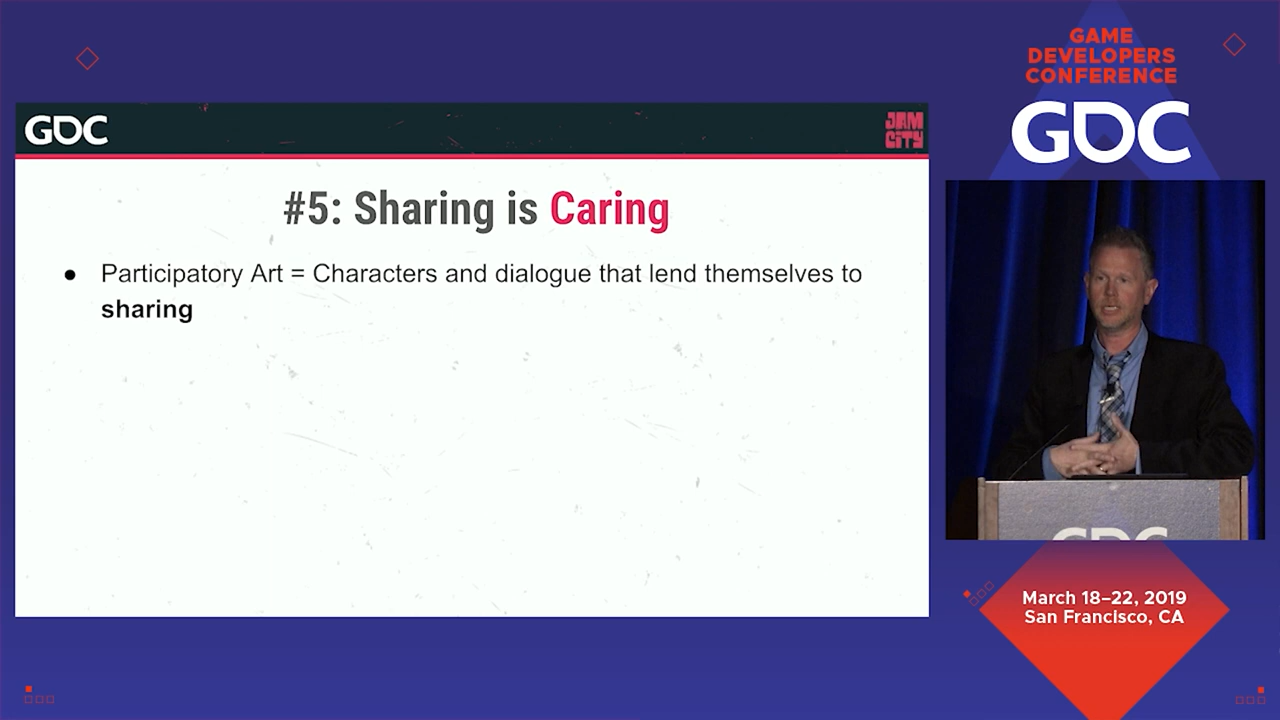 GAME
DEVELOPERS
CONFERENCE
GDC
GDC
JAM
CITY
#5: Sharing is Caring
● Participatory Art = Characters and dialogue that lend themselves to
sharing
GDC
March 18–22, 2019
San Francisco, CA